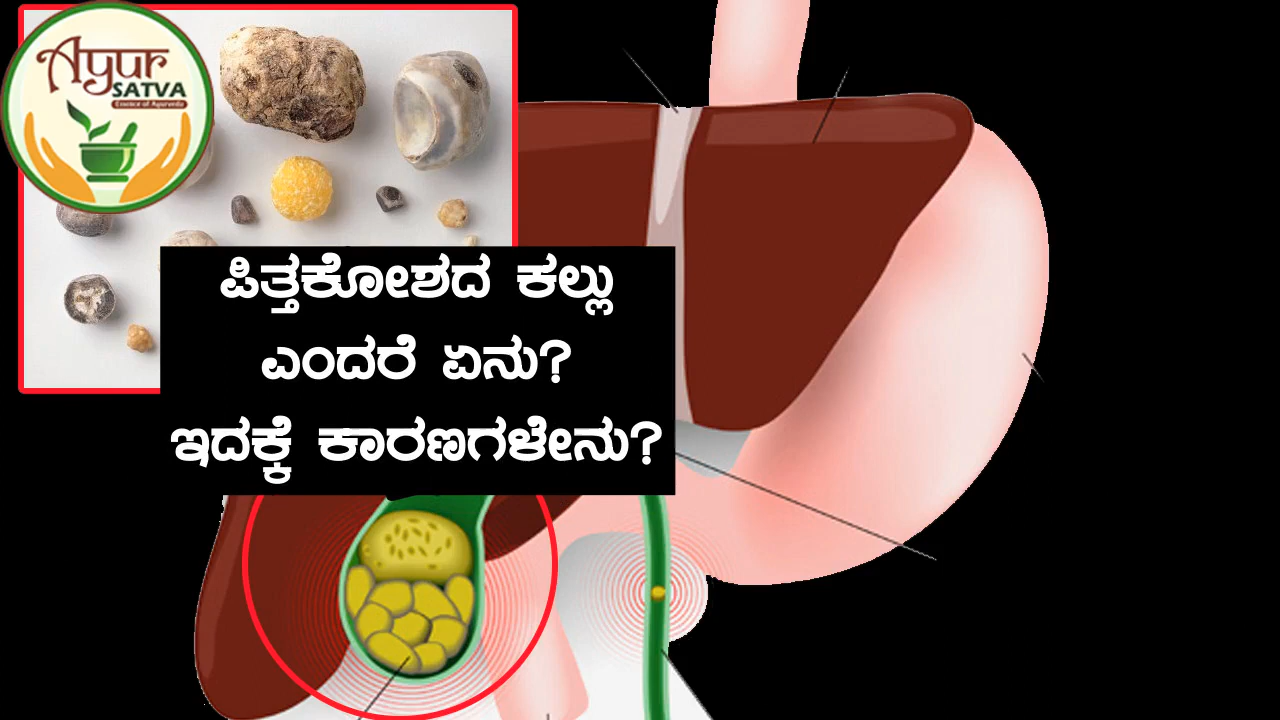 Ayur
SATVA
Essence of Ayurveda
ಪಿತ್ತಕೋಶದ ಕಲ್ಲು
ಎಂದರೆ ಏನು?
ಇದಕ್ಕೆ ಕಾರಣಗಳೇನು?